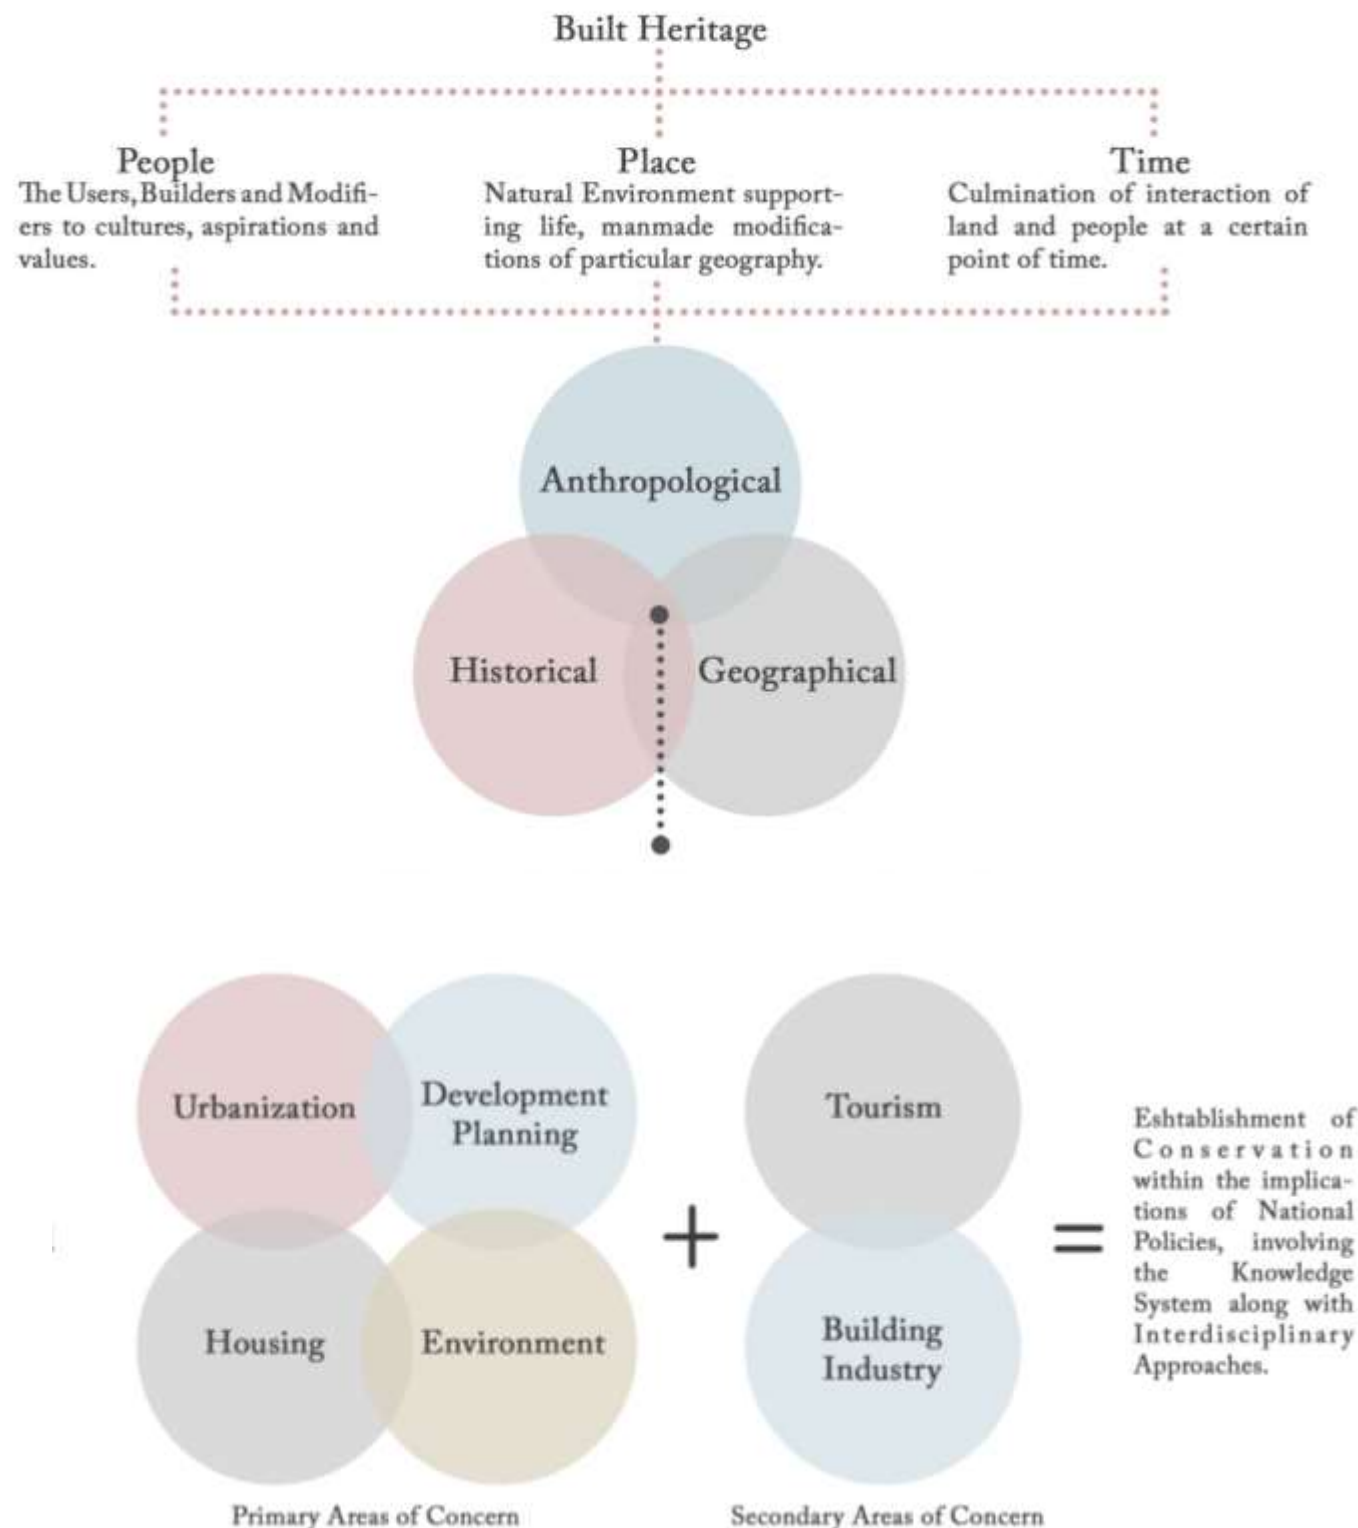 Built Heritage
People
The Users, Builders and Modifi-
ers to cultures, aspirations and
values.
Place
Natural Environment support-
ing life, manmade modifica-
tions of particular geography.
Time
Culmination of interaction of
land and people at a certain
point of time.
Anthropological
Historical
Geographical
Urbanization
Development
Planning
Housing
Environment
Primary Areas of Concern
+
Tourism
Building
Industry
Secondary Areas of Concern
=
Eshtablishment of
Conservation
within the implica-
tions of National
Policies, involving
the Knowledge
System along with
Interdisciplinary
Approaches.